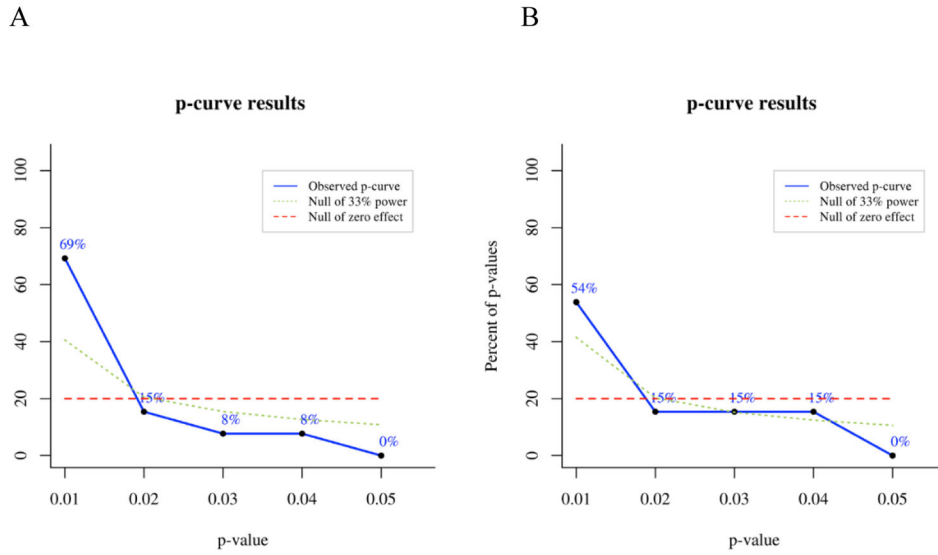 A
p-curve results
100
80
60
40
20
0
69%
15%
8%
8%
0%
Observed p-curve
Null of 33% power
Null of zero effect
0.01
0.02
0.03
0.04
0.05
p-value
B
p-curve results
Percent of p-values
100
80
60
40
20
0
54%
15%
15%
15%
0%
Observed p-curve
Null of 33% power
Null of zero effect
0.01
0.02
0.03
0.04
0.05
p-value